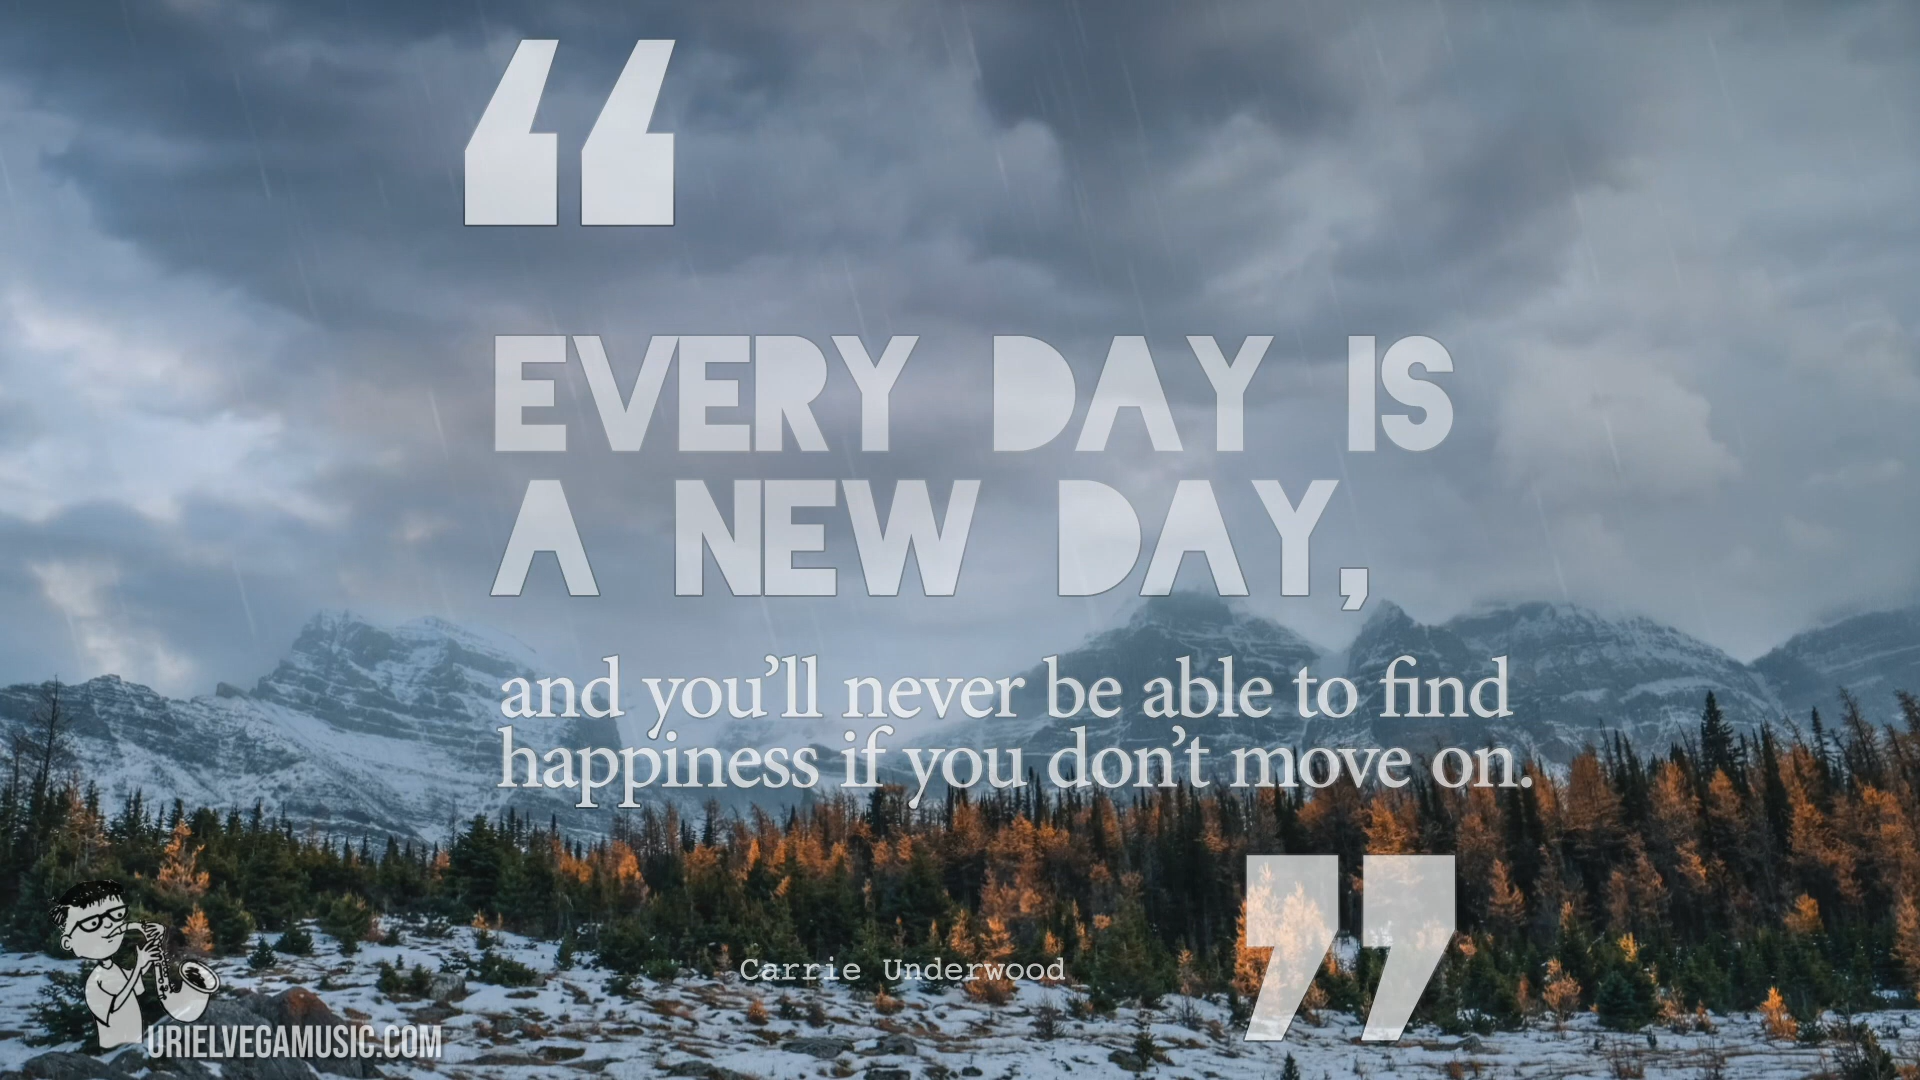 “
EVERY DAY IS
A NEW DAY,
and you’ll never be able to find
happiness if you don’t move on.
”
Carrie Underwood
URIELVEGAMUSIC.COM